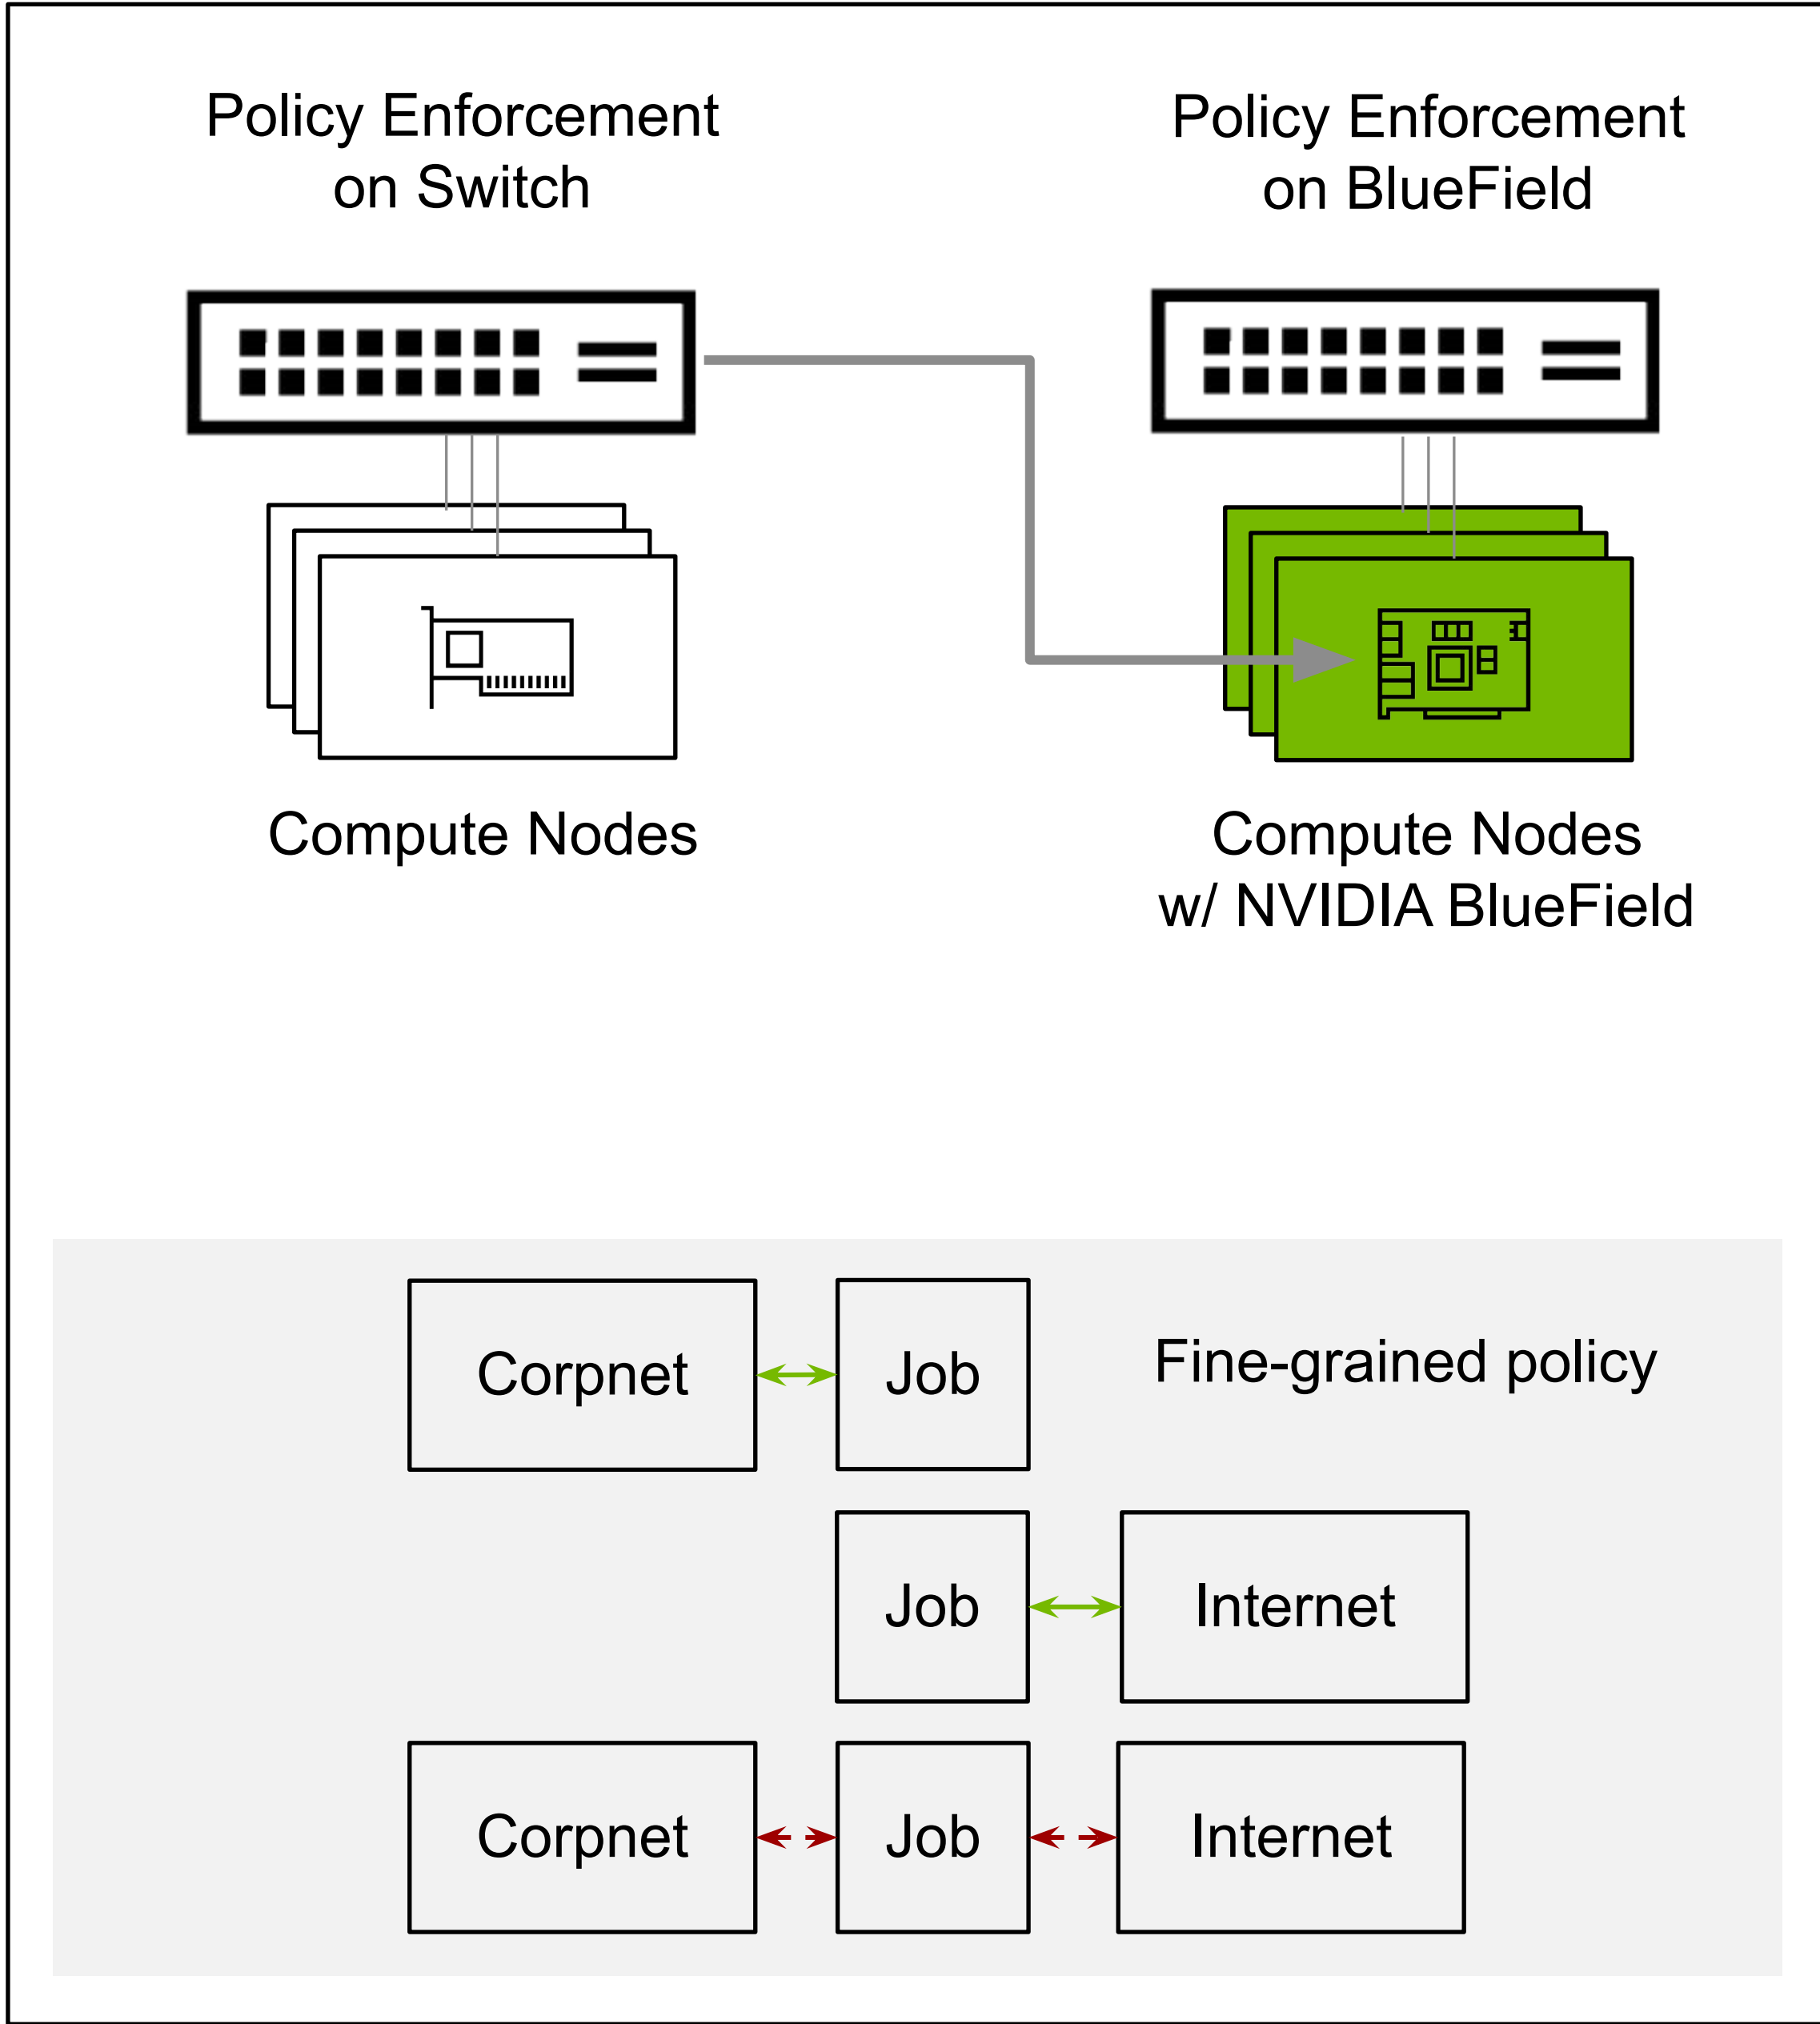 Policy Enforcement
on Switch
Policy Enforcement
on BlueField
Compute Nodes
Compute Nodes
w/ NVIDIA BlueField
Corpnet
Job
Fine-grained policy
Job
Internet
Corpnet
Job
Internet